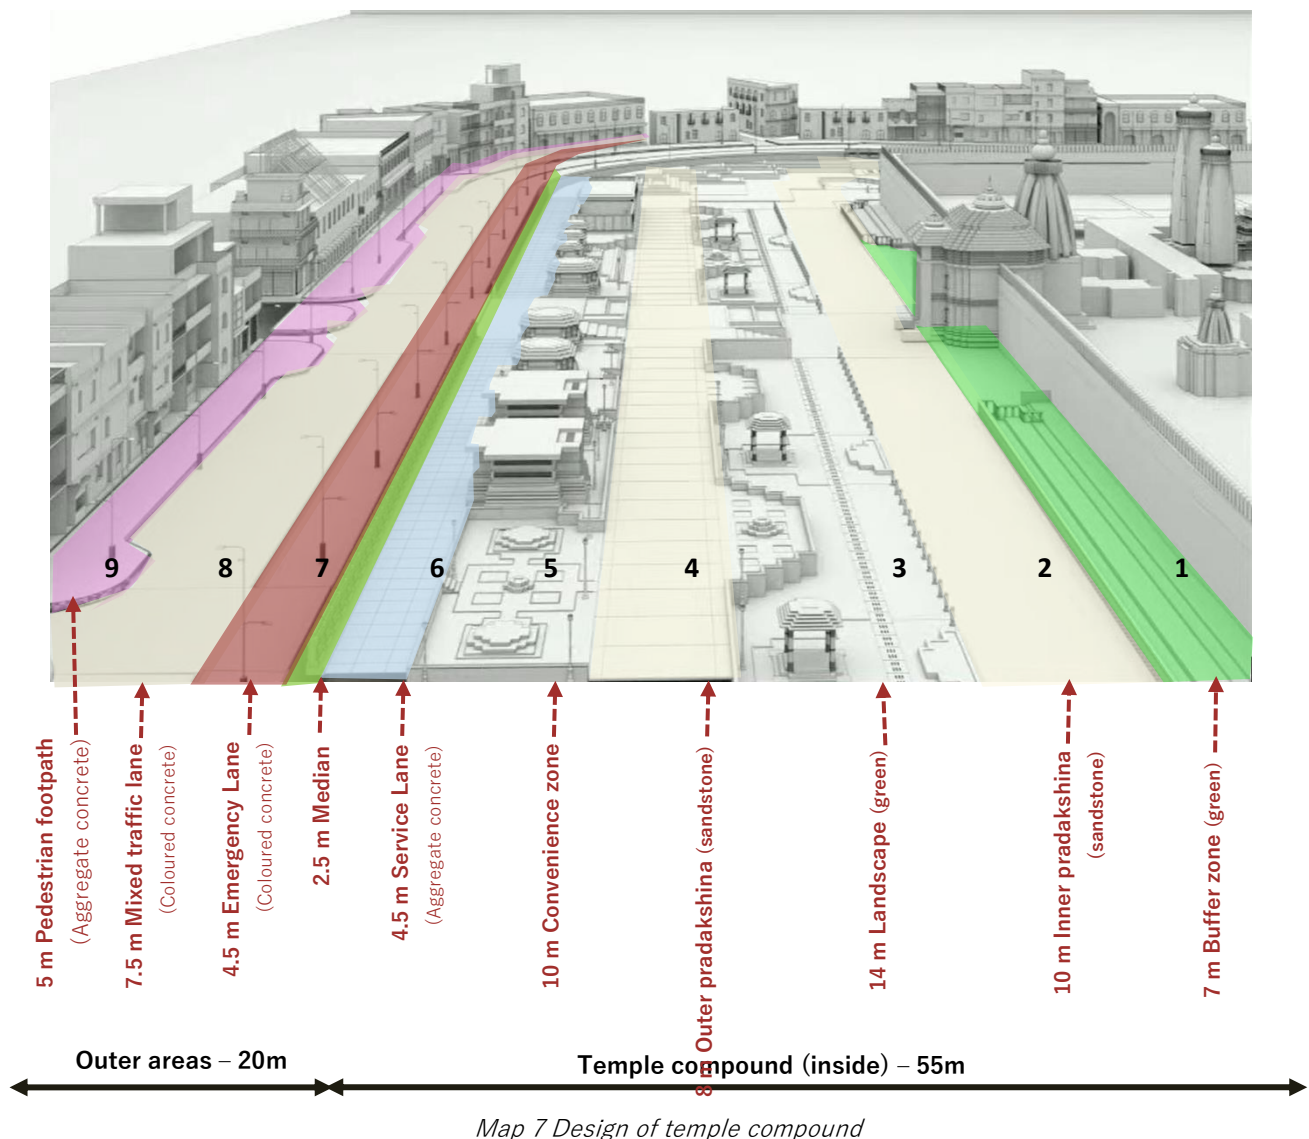 9 8 7 6 5 4 3 2 1
5 m Pedestrian footpath
(Aggregate concrete)
7.5 m Mixed traffic lane
(Coloured concrete)
4.5 m Emergency Lane
(Coloured concrete)
2.5 m Median
4.5 m Service Lane
(Aggregate concrete)
10 m Convenience zone
8 m Outer pradakshina (sandstone)
14 m Landscape (green)
10 m Inner pradakshina
(sandstone)
7 m Buffer zone (green)
Outer areas – 20m
Temple compound (inside) – 55m
Map 7 Design of temple compound